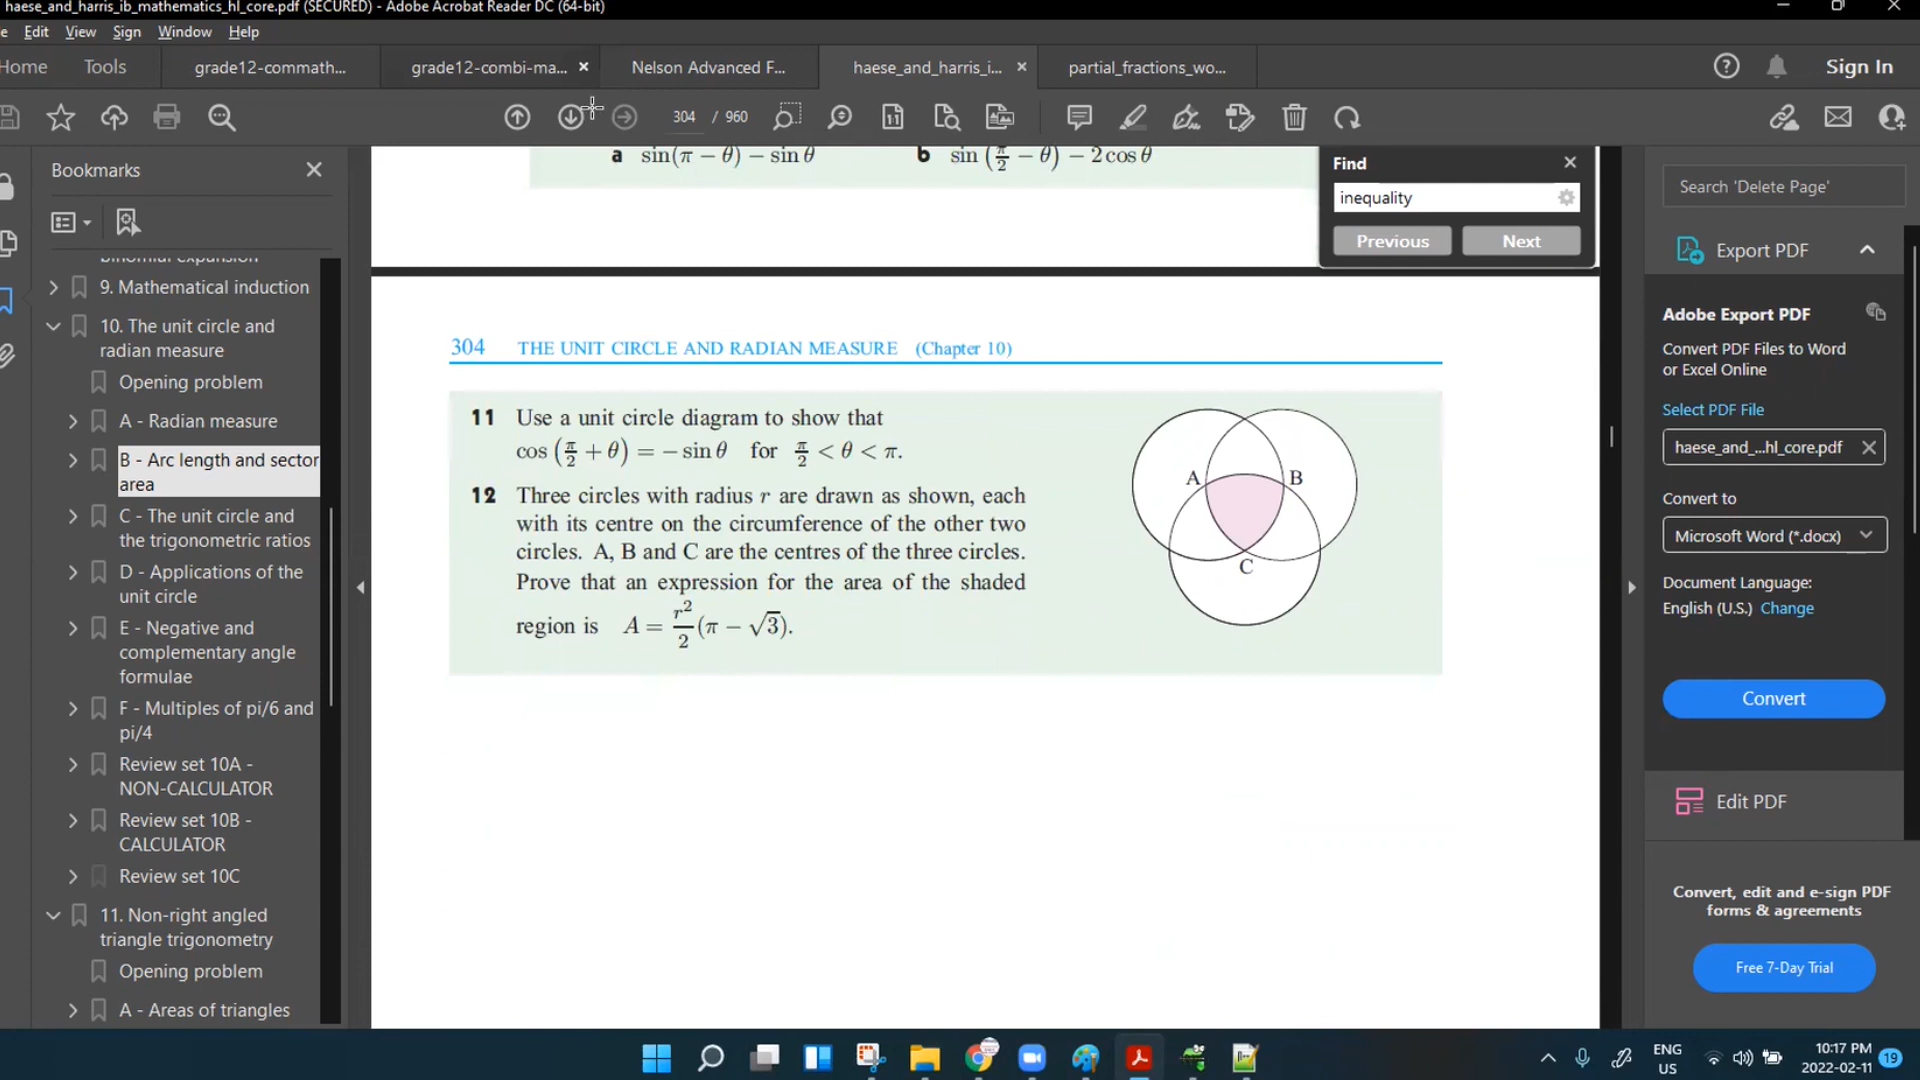 haese_and_harris_ib_mathematics_hl_core.pdf (SECURED) - Adobe Acrobat Reader DC (64-bit)
e Edit View Sign Window Help
Home Tools grade12-commath... grade12-combi-ma... Nelson Advanced F... haese_and_harris_i... partial_fractions_wo... Sign In
304 / 960
Bookmarks
binomial expansion
9. Mathematical induction
10. The unit circle and
radian measure
Opening problem
A - Radian measure
B - Arc length and sector
area
C - The unit circle and
the trigonometric ratios
D - Applications of the
unit circle
E - Negative and
complementary angle
formulae
F - Multiples of pi/6 and
pi/4
Review set 10A -
NON-CALCULATOR
Review set 10B -
CALCULATOR
Review set 10C
11. Non-right angled
triangle trigonometry
Opening problem
A - Areas of triangles
a sin(π − θ) − sin θ b sin (π/2 − θ) − 2 cos θ
Find
inequality
Previous Next
304 THE UNIT CIRCLE AND RADIAN MEASURE (Chapter 10)
11 Use a unit circle diagram to show that
cos (π/2 + θ) = − sin θ for π/2 < θ < π.
12 Three circles with radius r are drawn as shown, each
with its centre on the circumference of the other two
circles. A, B and C are the centres of the three circles.
Prove that an expression for the area of the shaded
region is A = r²/2 (π − √3).
A B
C
Search 'Delete Page'
Export PDF
Adobe Export PDF
Convert PDF Files to Word
or Excel Online
Select PDF File
haese_and_...hl_core.pdf
Convert to
Microsoft Word (*.docx)
Document Language:
English (U.S.) Change
Convert
Edit PDF
Convert, edit and e-sign PDF
forms & agreements
Free 7-Day Trial
ENG
US
10:17 PM
2022-02-11
19